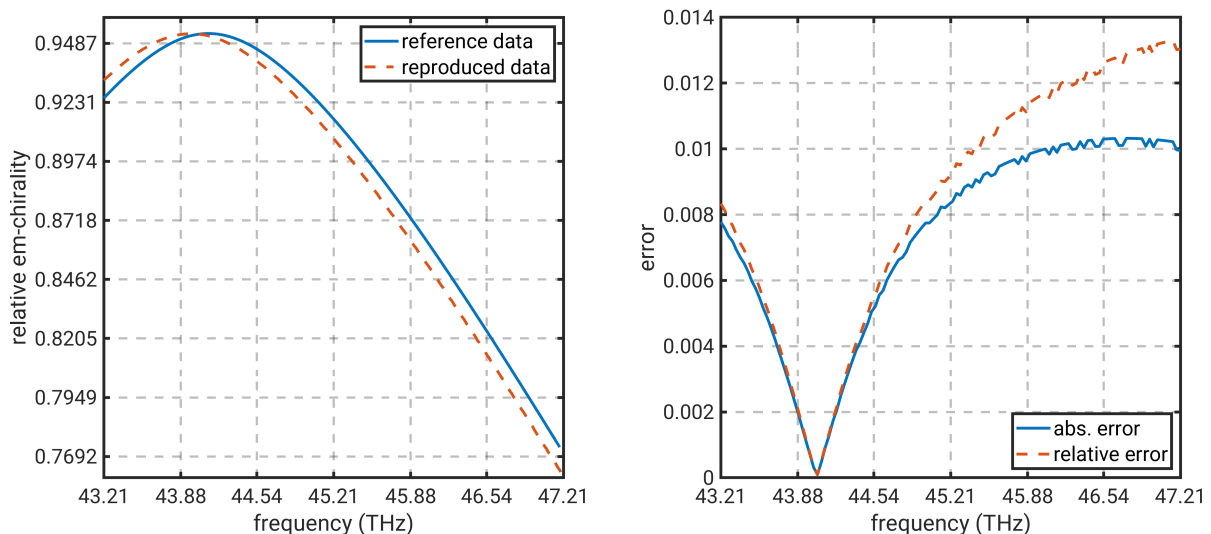 0.9487
0.9231
0.8974
0.8718
0.8462
0.8205
0.7949
0.7692
relative em-chirality
reference data
reproduced data
43.21 43.88 44.54 45.21 45.88 46.54 47.21
frequency (THz)
0.014
0.012
0.01
0.008
0.006
0.004
0.002
0
error
abs. error
relative error
43.21 43.88 44.54 45.21 45.88 46.54 47.21
frequency (THz)